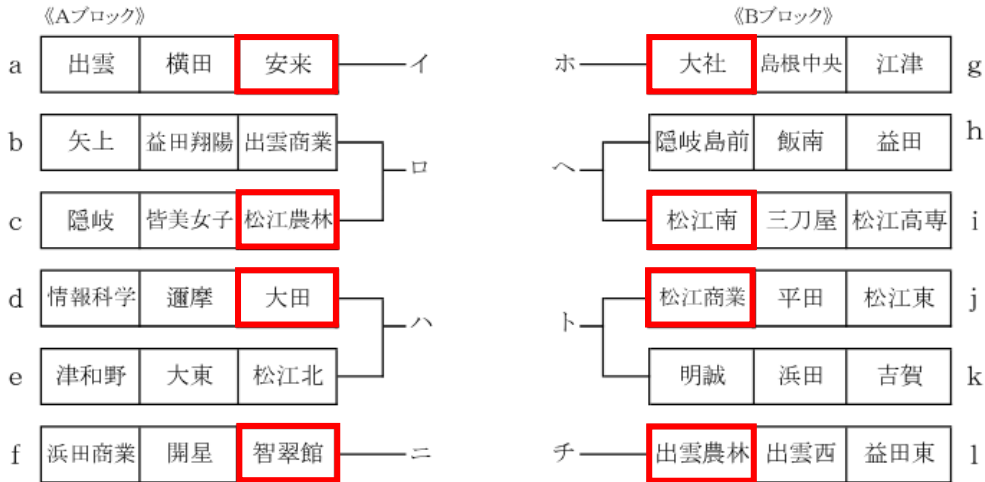 《Aブロック》 《Bブロック》
a 出雲 横田 安来 イ ホ 大社 島根中央 江津 g
b 矢上 益田翔陽 出雲商業 隠岐島前 飯南 益田 h
ロ ヘ
c 隠岐 皆美女子 松江農林 松江南 三刀屋 松江高専 i
d 情報科学 邇摩 大田 松江商業 平田 松江東 j
ハ ト
e 津和野 大東 松江北 明誠 浜田 吉賀 k
f 浜田商業 開星 智翠館 ニ チ 出雲農林 出雲西 益田東 l